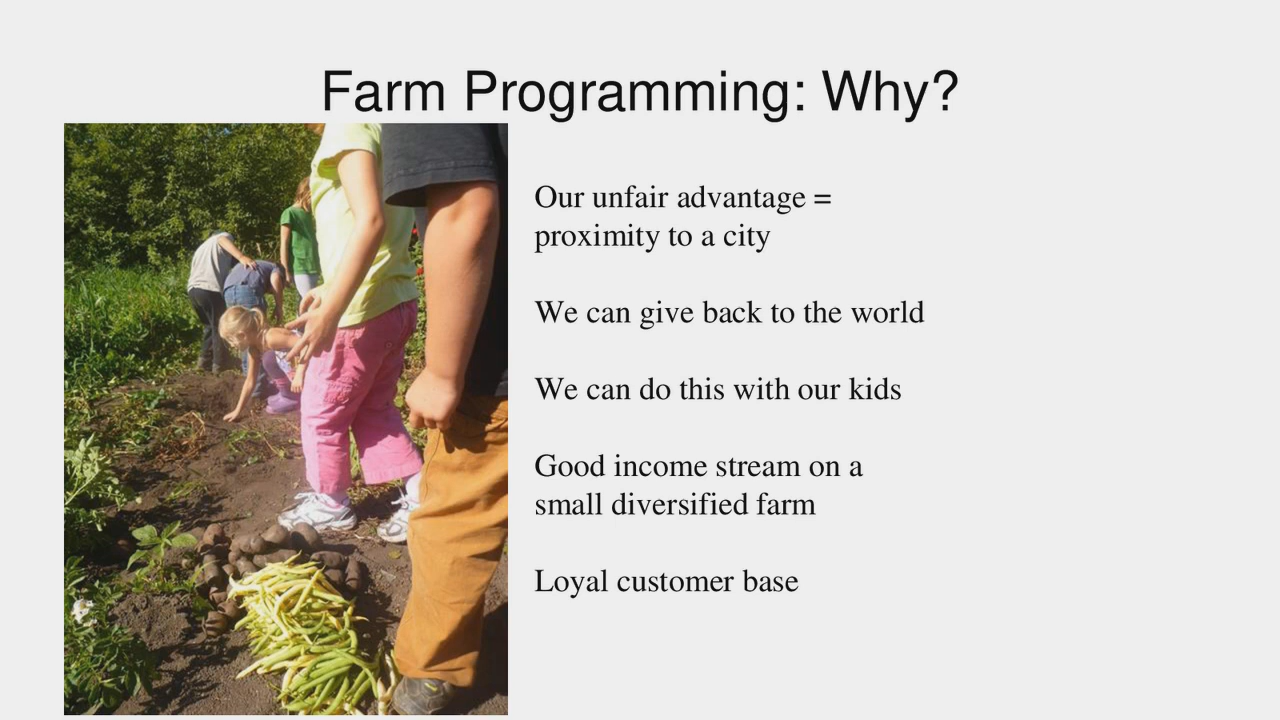 Farm Programming: Why?
Our unfair advantage =
proximity to a city
We can give back to the world
We can do this with our kids
Good income stream on a
small diversified farm
Loyal customer base